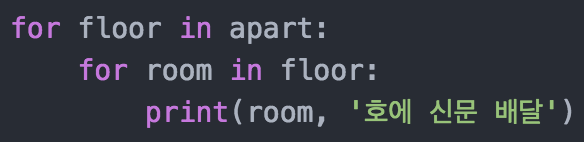 for floor in apart:
    for room in floor:
        print(room, '호에 신문 배달')